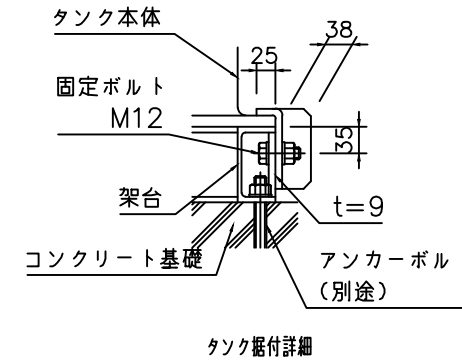 タンク本体
38
25
固定ボルト
M12
35
架台
t=9
コンクリート基礎
アンカーボル
(別途)
タンク据付詳細